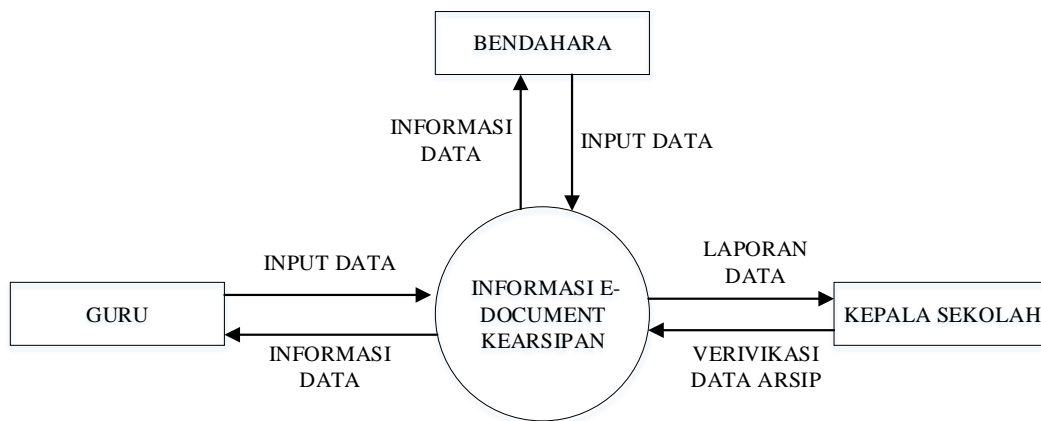 BENDAHARA
INFORMASI
DATA
INPUT DATA
INPUT DATA
LAPORAN
DATA
GURU
INFORMASI E-
DOCUMENT
KEARSIPAN
KEPALA SEKOLAH
INFORMASI
DATA
VERIVIKASI
DATA ARSIP